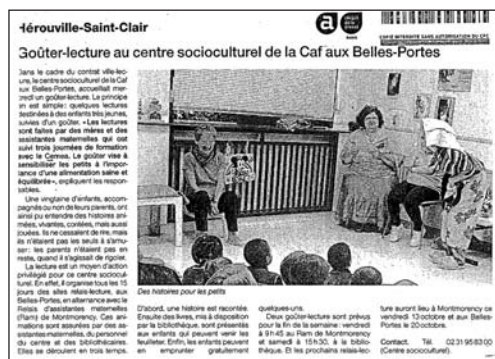 Hérouville-Saint-Clair
COPIE INTERDITE SANS AUTORISATION DU CFC
Goûter-lecture au centre socioculturel de la Caf aux Belles-Portes
Dans le cadre du contrat ville-lec-
ture, le centre socioculturel de la Caf
aux Belles-Portes, accueillait mer-
credi un goûter-lecture. Le principe
en est simple : quelques lectures
destinées à des enfants très jeunes,
suivies d'un goûter. «Les lectures
sont faites par des mères et des
assistantes maternelles qui ont
suivi trois journées de formation
avec le Cemea. Le goûter vise à
sensibiliser les petits à l'impor-
tance d'une alimentation saine et
équilibrée», expliquent les respon-
sables.
Une vingtaine d'enfants, accom-
pagnés ou non de leurs parents, ont
ainsi pu entendre des histoires ani-
mées, vivantes, contées, mais aussi
jouées. Ils ne cessaient de rire, mais
ils n'étaient pas les seuls à s'amu-
ser : les parents n'étaient pas en
reste, quand il s'agissait de rigoler.
La lecture est un moyen d'action
privilégié pour ce centre sociocul-
turel. En effet, il organise tous les 15
jours des sites relais-lecture, aux
Belles-Portes, en alternance avec le
Relais d'assistantes maternelles
(Ram) de Montmorency. Ces ani-
mations sont assurées par des as-
sistantes maternelles, du personnel
du centre et des bibliothécaires.
Elles se déroulent en trois temps.
Des histoires pour les petits
D'abord, une histoire est racontée.
Ensuite des livres, mis à disposition
par la bibliothèque, sont présentés
aux enfants qui peuvent venir les
feuilleter. Enfin, les enfants peuvent
en emprunter gratuitement
quelques-uns.
Deux goûter-lecture sont prévus
pour la fin de la semaine : vendredi
à 9 h 45 au Ram de Montmorency
et samedi à 15 h 30, à la biblio-
thèque. Et les prochains relais-lec-
ture auront lieu à Montmorency ce
vendredi 13 octobre et aux Belles-
Portes le 20 octobre.
Contact. Tél. 02 31 95 83 00
(Centre socioculturel).